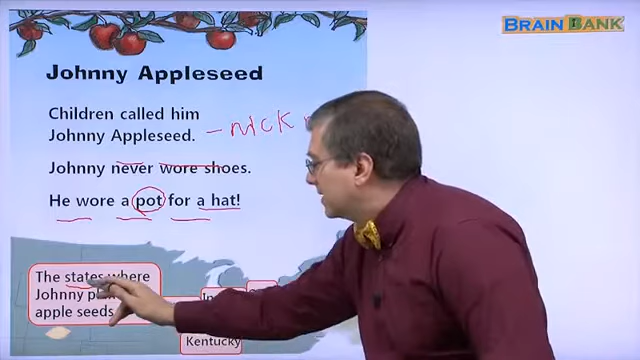 BRAIN BANK
Johnny Appleseed
Children called him
Johnny Appleseed. - nick
Johnny never wore shoes.
He wore a pot for a hat!
The states where
Johnny
apple seeds
Kentucky